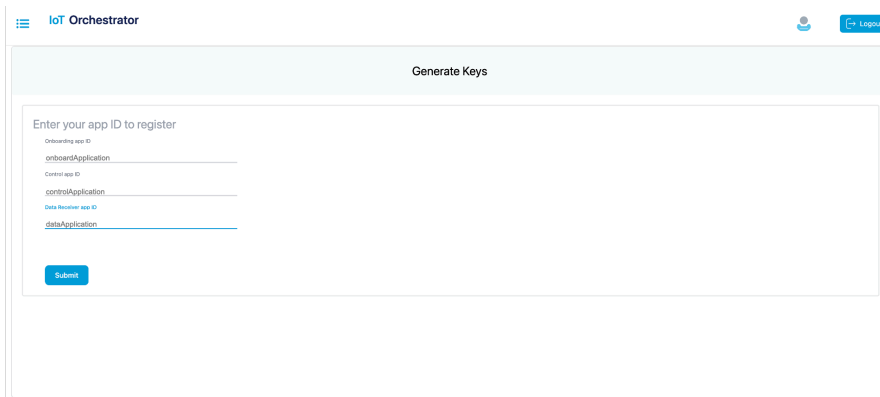 IoT Orchestrator
Generate Keys
Enter your app ID to register
Onboarding app ID
onboardApplication
Control app ID
controlApplication
Data Receiver app ID
dataApplication
Submit